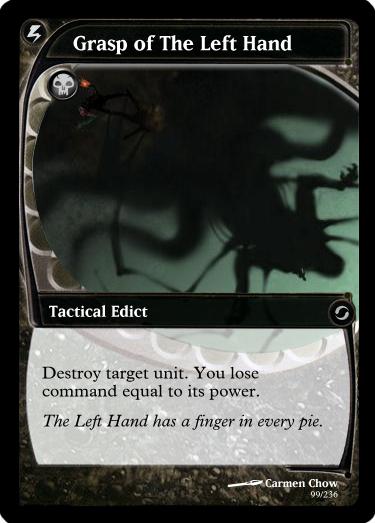 Grasp of The Left Hand
Tactical Edict
Destroy target unit. You lose
command equal to its power.
The Left Hand has a finger in every pie.
Carmen Chow
99/236